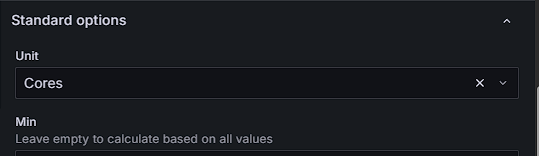 Standard options
Unit
Cores
Min
Leave empty to calculate based on all values